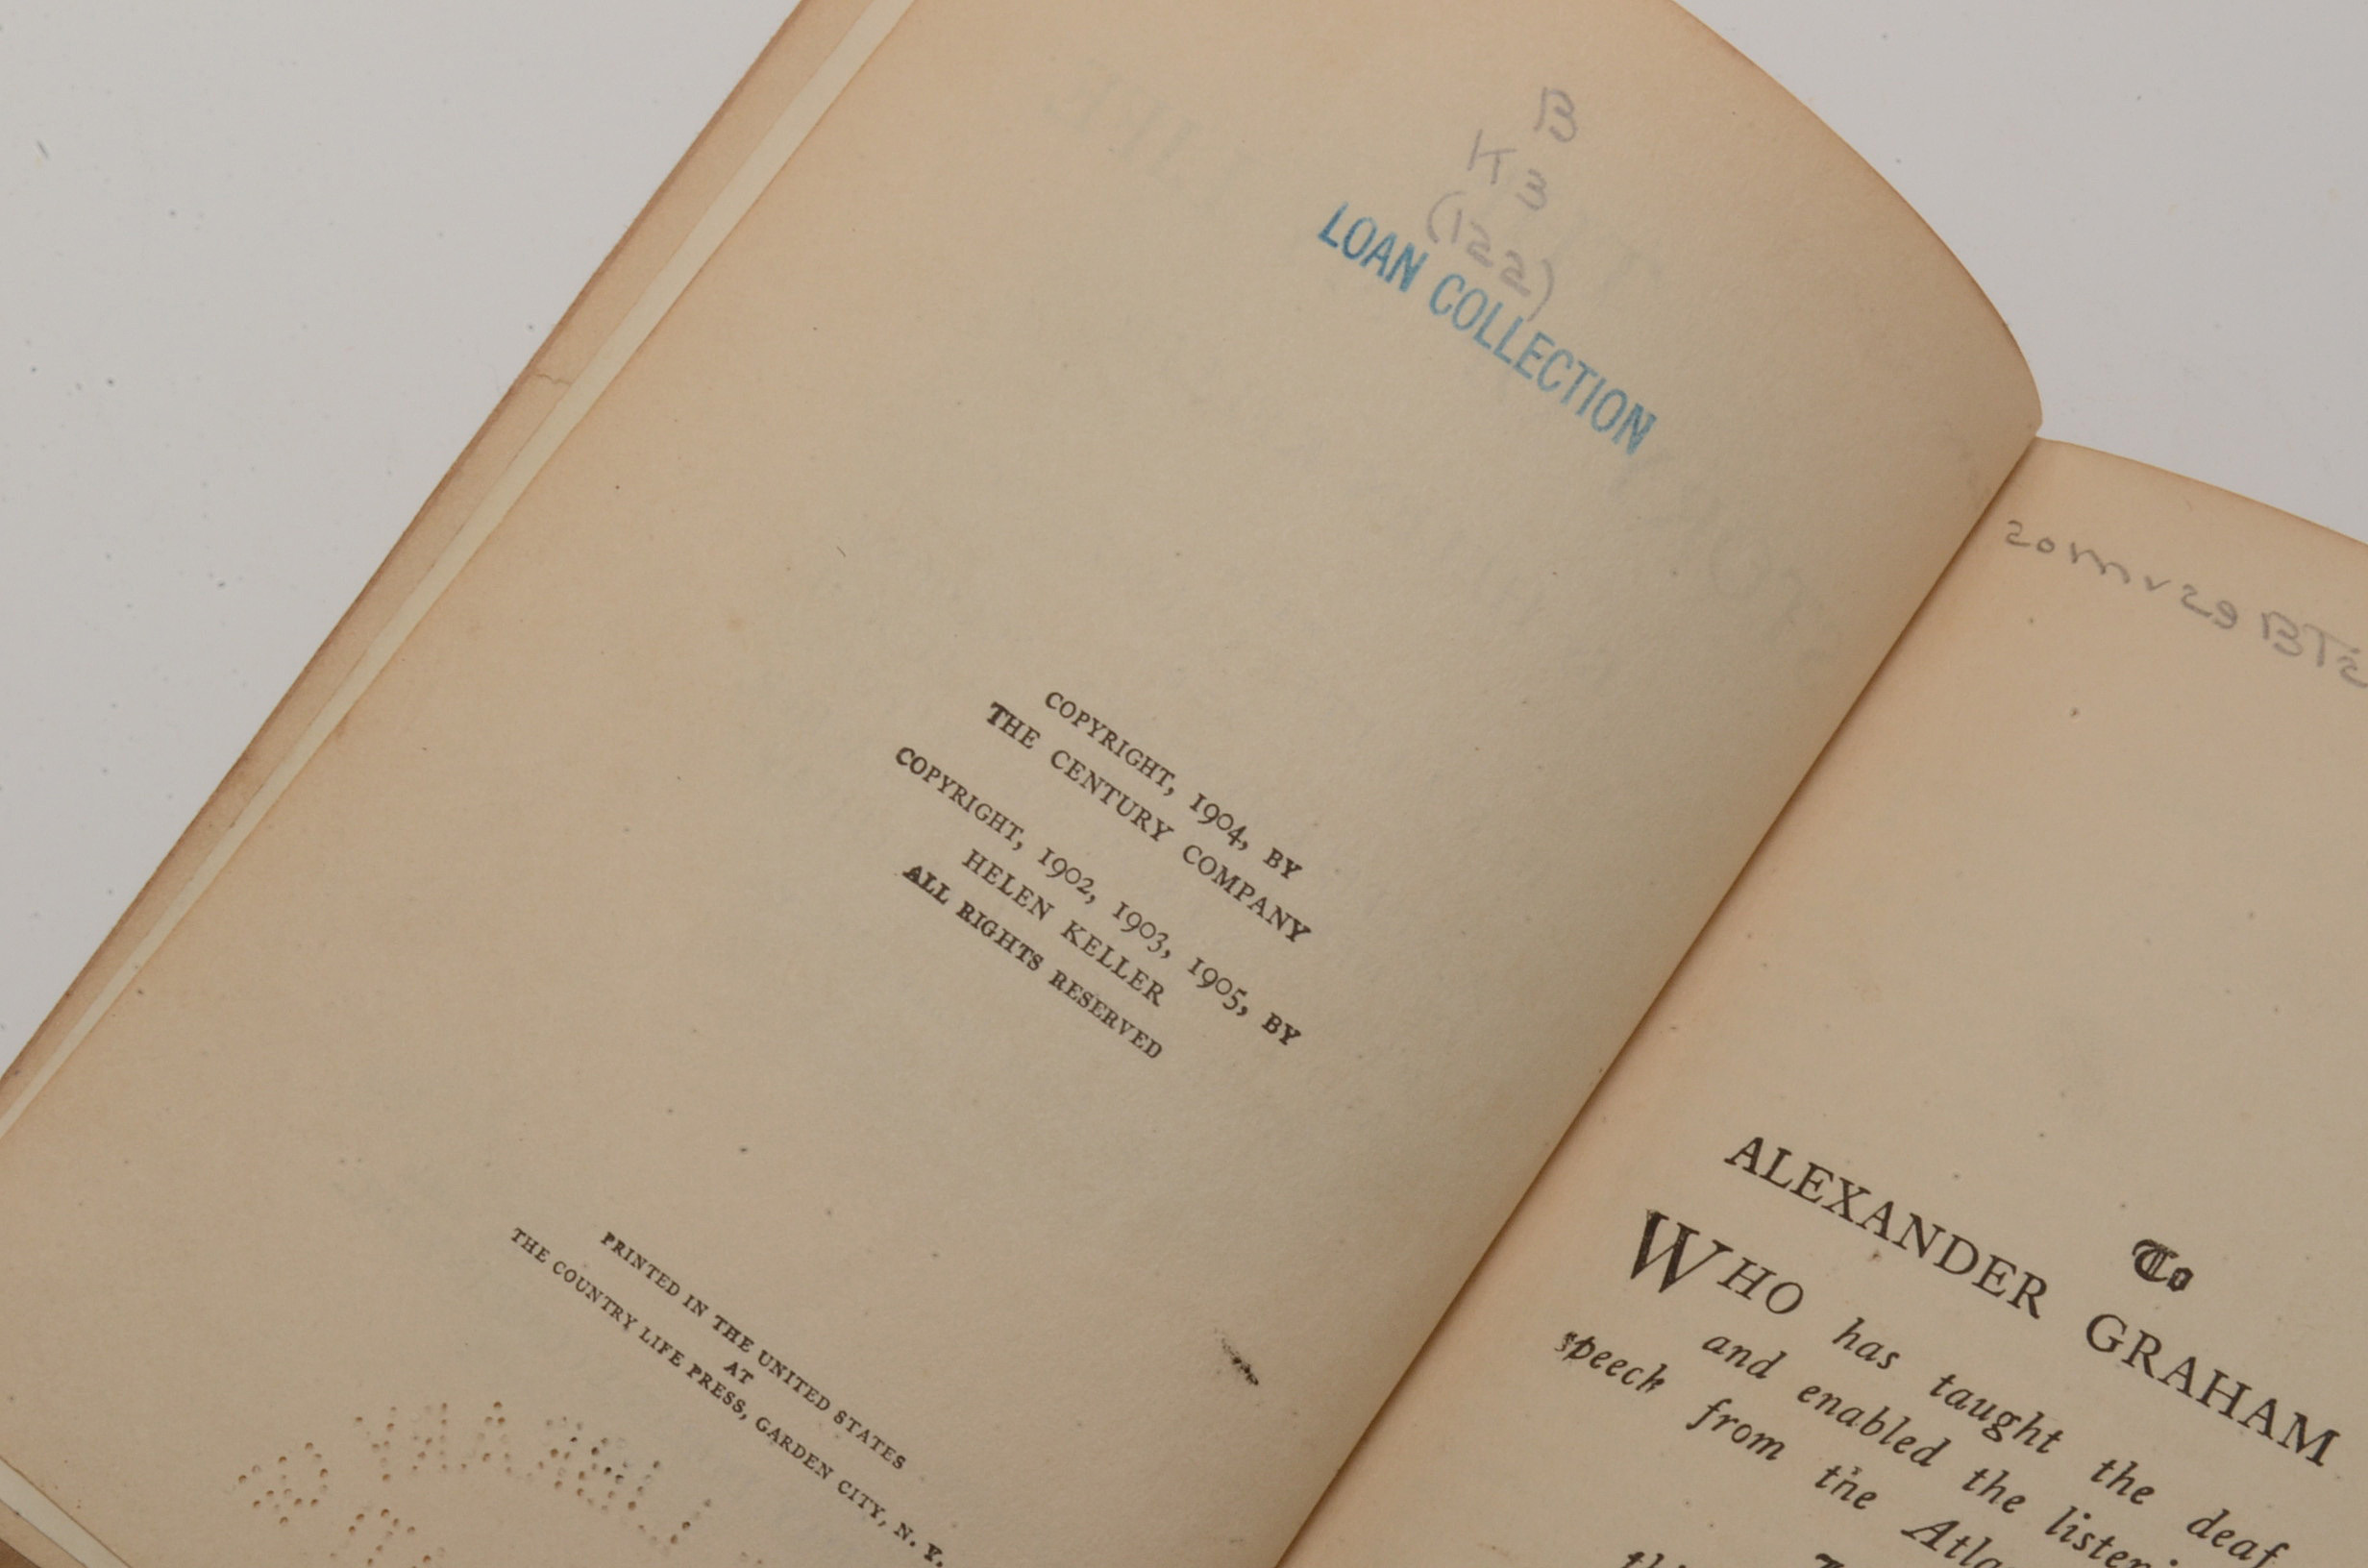 B
K3
(122)
LOAN COLLECTION
COPYRIGHT, 1904, BY
THE CENTURY COMPANY
COPYRIGHT, 1902, 1903, 1905, BY
HELEN KELLER
ALL RIGHTS RESERVED
PRINTED IN THE UNITED STATES
AT
THE COUNTRY LIFE PRESS, GARDEN CITY, N. Y.
LIBRARY
To
ALEXANDER GRAHAM
WHO has taught the deaf
and enabled the
speech from the